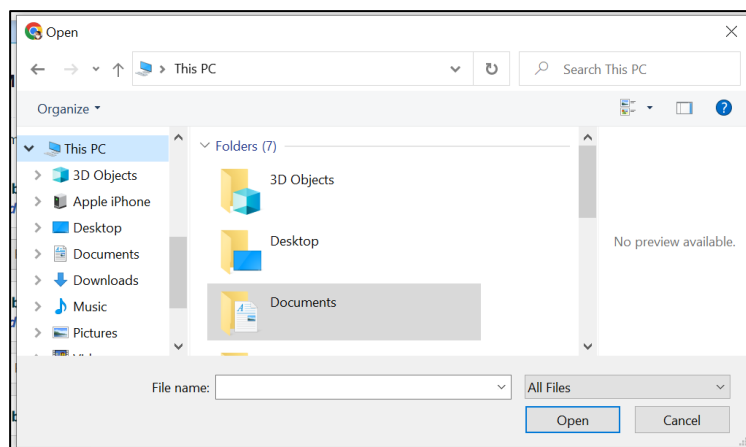 Open
This PC
Search This PC
Organize
This PC
3D Objects
Apple iPhone
Desktop
Documents
Downloads
Music
Pictures
Folders (7)
3D Objects
Desktop
Documents
No preview available.
File name:
All Files
Open
Cancel